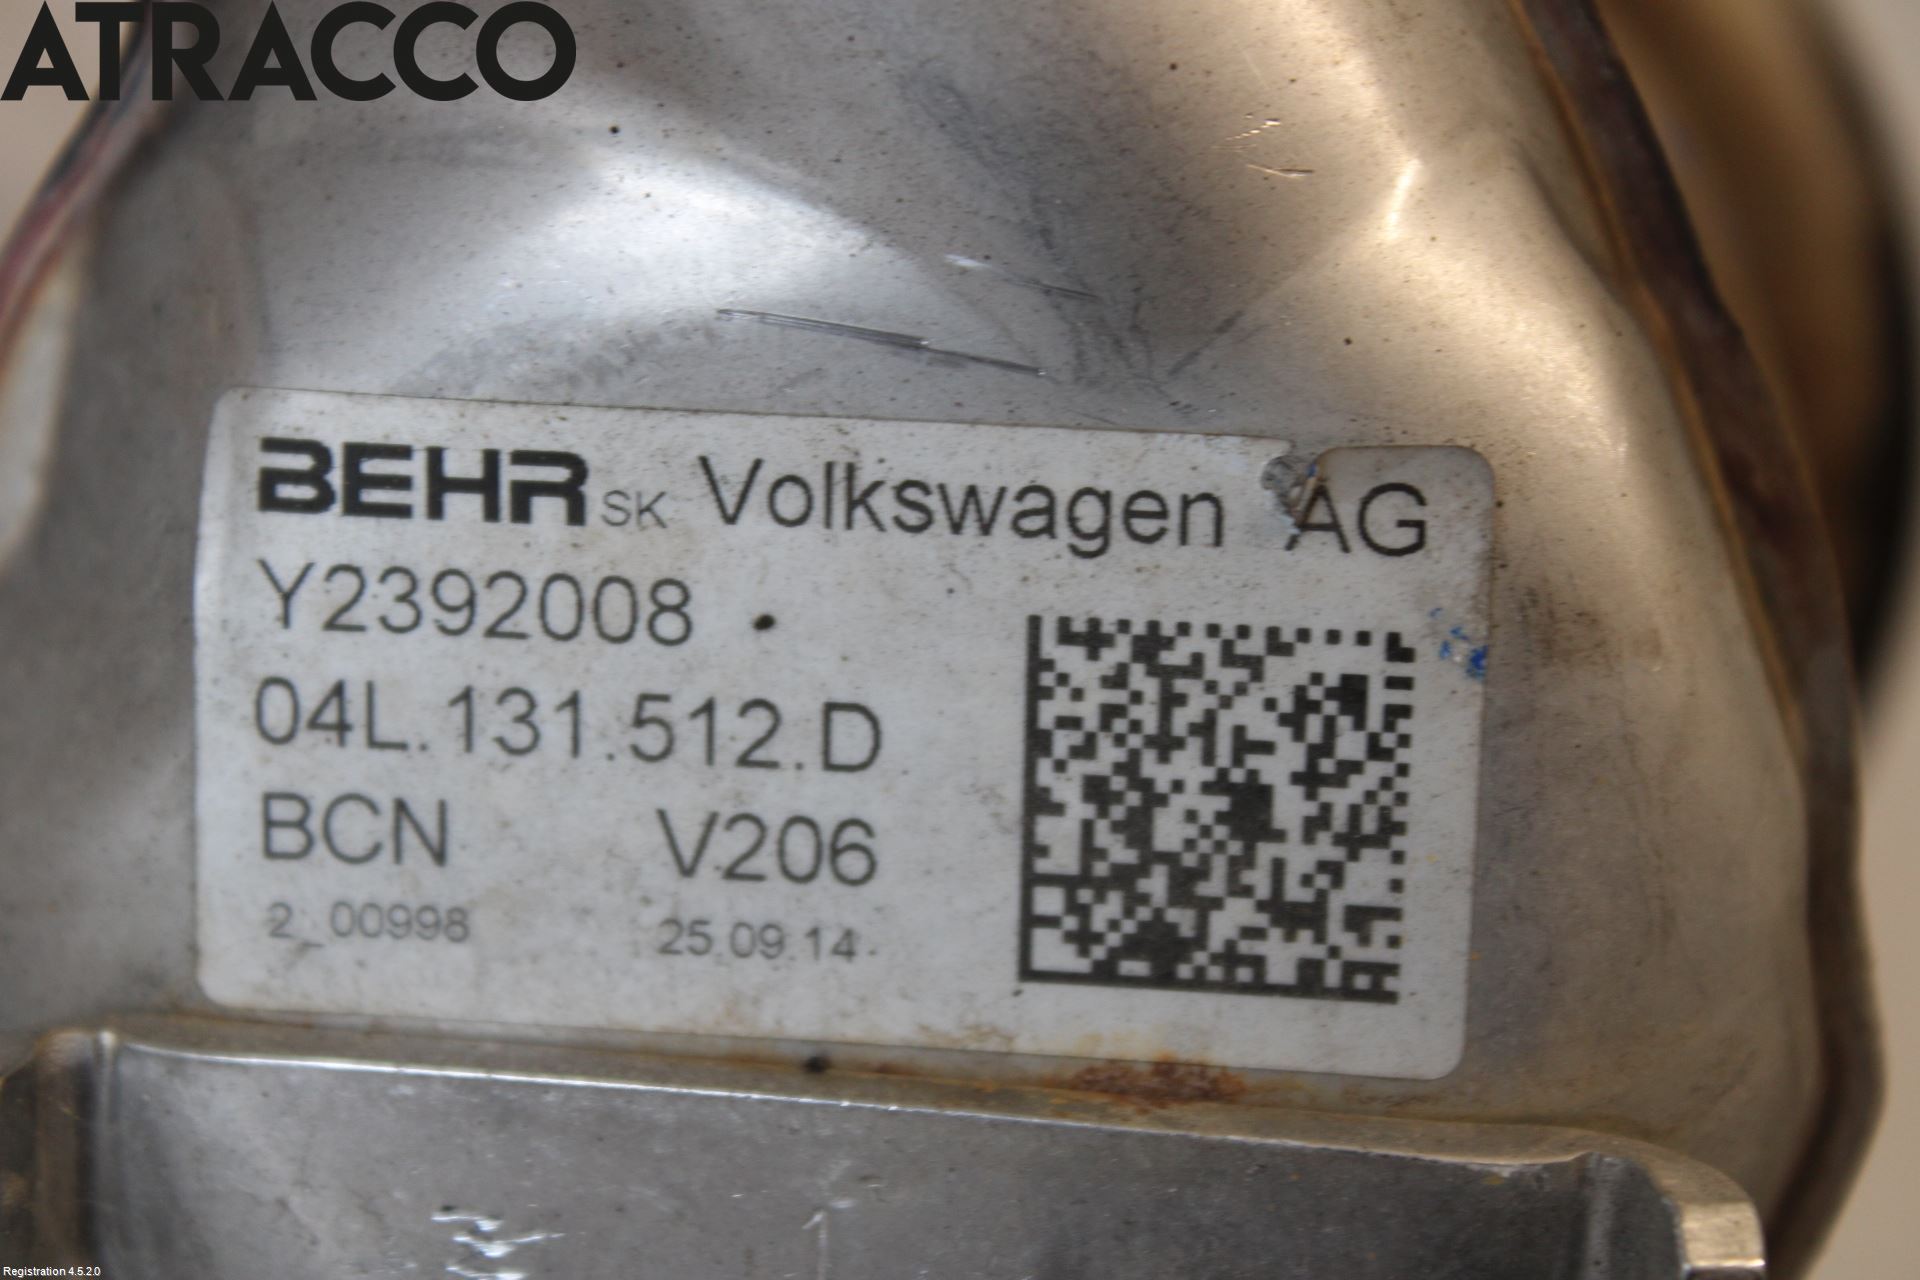 ATRACCO
BEHR SK Volkswagen AG
Y2392008
04L.131.512.D
BCN V206
2_00998 25.09.14
Registration 4.5.2.0